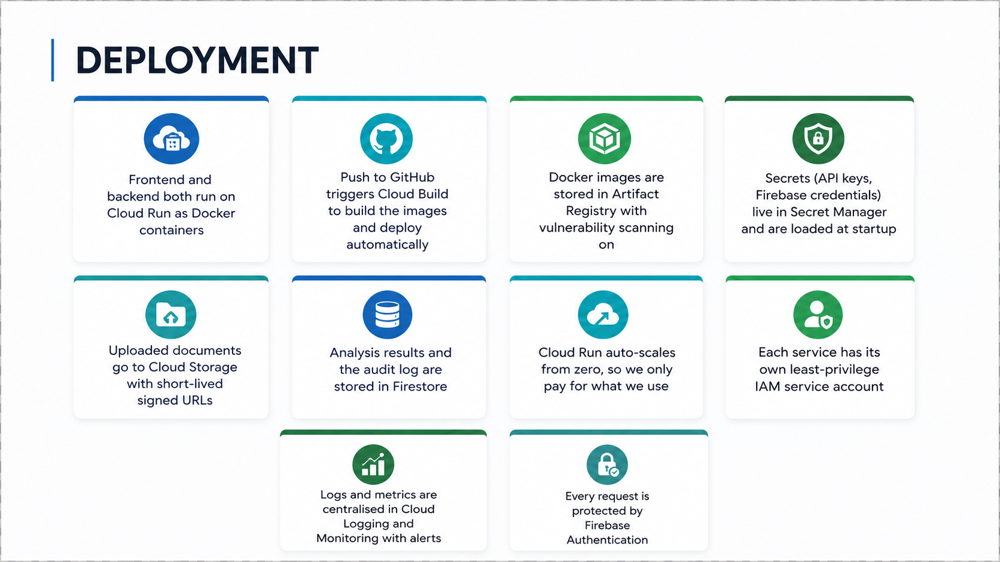 DEPLOYMENT
Frontend and
backend both run on
Cloud Run as Docker
containers
Push to GitHub
triggers Cloud Build
to build the images
and deploy
automatically
Docker images are
stored in Artifact
Registry with
vulnerability scanning
on
Secrets (API keys,
Firebase credentials)
live in Secret Manager
and are loaded at startup
Uploaded documents
go to Cloud Storage
with short-lived
signed URLs
Analysis results and
the audit log are
stored in Firestore
Cloud Run auto-scales
from zero, so we only
pay for what we use
Each service has its
own least-privilege
IAM service account
Logs and metrics are
centralised in Cloud
Logging and
Monitoring with alerts
Every request is
protected by
Firebase
Authentication